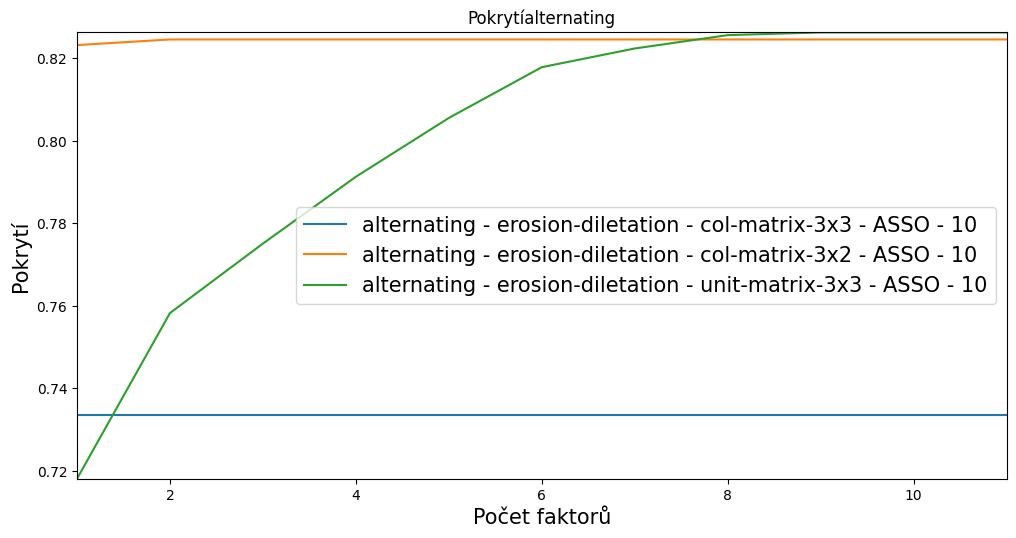 Pokrytíalternating
Pokrytí
0.82
0.80
0.78
0.76
0.74
0.72
alternating - erosion-diletation - col-matrix-3x3 - ASSO - 10
alternating - erosion-diletation - col-matrix-3x2 - ASSO - 10
alternating - erosion-diletation - unit-matrix-3x3 - ASSO - 10
2 4 6 8 10
Počet faktorů